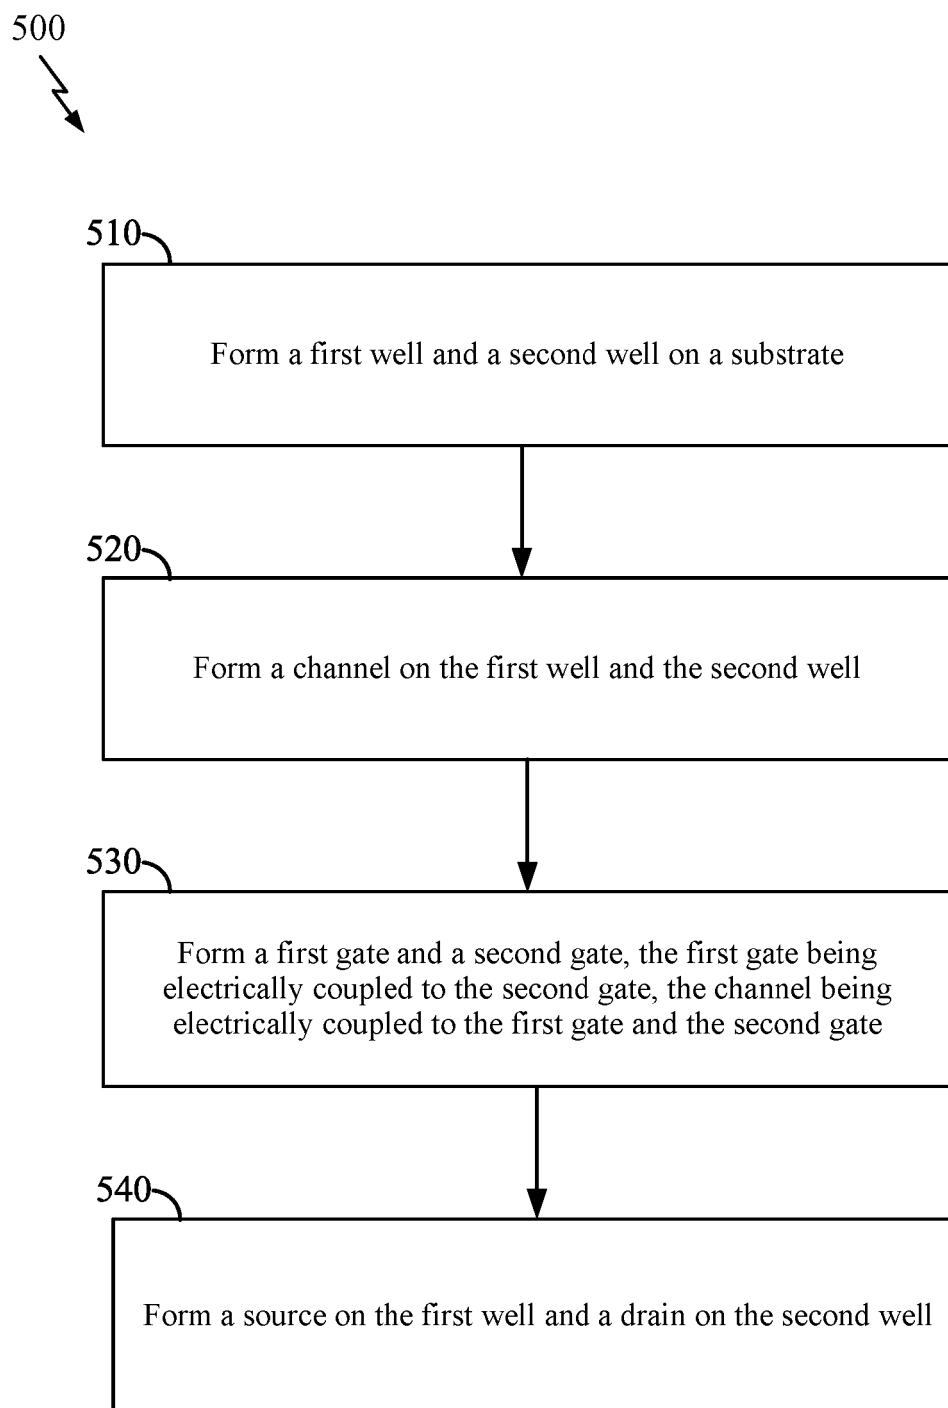 500
510
Form a first well and a second well on a substrate
520
Form a channel on the first well and the second well
530
Form a first gate and a second gate, the first gate being
electrically coupled to the second gate, the channel being
electrically coupled to the first gate and the second gate
540
Form a source on the first well and a drain on the second well